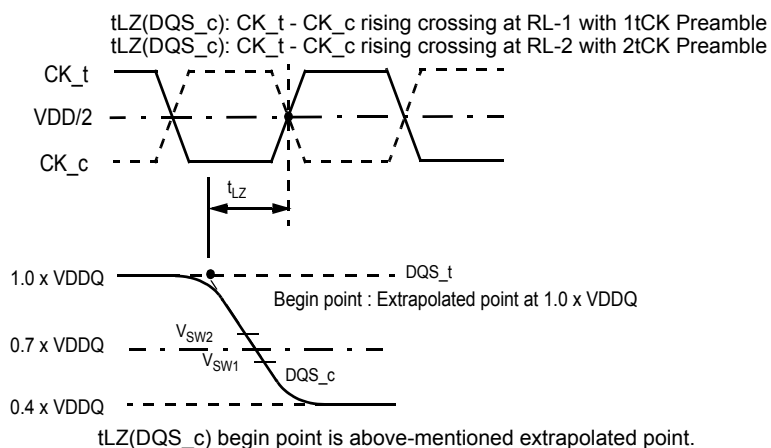 tLZ(DQS_c): CK_t - CK_c rising crossing at RL-1 with 1tCK Preamble
tLZ(DQS_c): CK_t - CK_c rising crossing at RL-2 with 2tCK Preamble
CK_t
VDD/2
CK_c
tLZ
1.0 x VDDQ
DQS_t
Begin point : Extrapolated point at 1.0 x VDDQ
VSW2
0.7 x VDDQ
VSW1
DQS_c
0.4 x VDDQ
tLZ(DQS_c) begin point is above-mentioned extrapolated point.